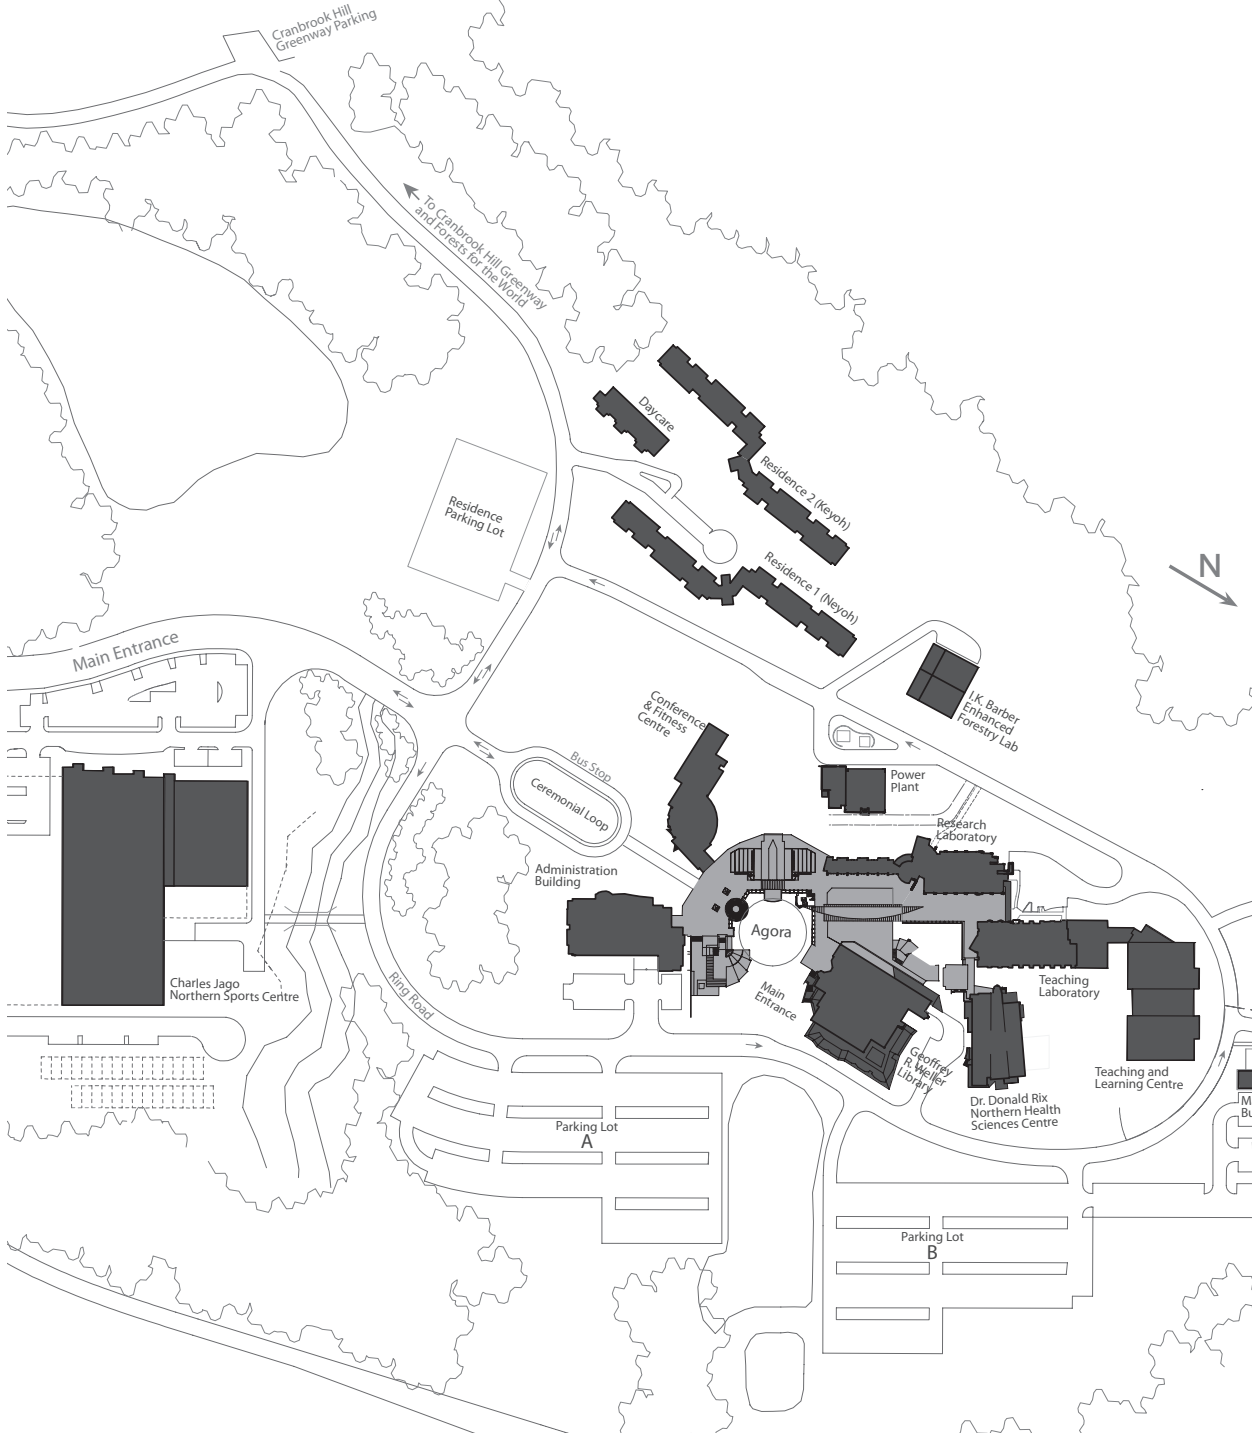 Cranbrook Hill
Greenway Parking
To Cranbrook Hill Greenway
and Forests for the World
Daycare
Residence 2 (Keyoh)
Residence
Parking Lot
Residence 1 (Neyoh)
N
Main Entrance
I.K. Barber
Enhanced
Forestry Lab
Conference
& Fitness
Centre
Bus Stop
Ceremonial Loop
Power
Plant
Research
Laboratory
Administration
Building
Agora
Charles Jago
Northern Sports Centre
Ring Road
Main
Entrance
Teaching
Laboratory
Geoffrey
R. Weller
Library
Teaching and
Learning Centre
Dr. Donald Rix
Northern Health
Sciences Centre
M
Bu
Parking Lot
A
Parking Lot
B